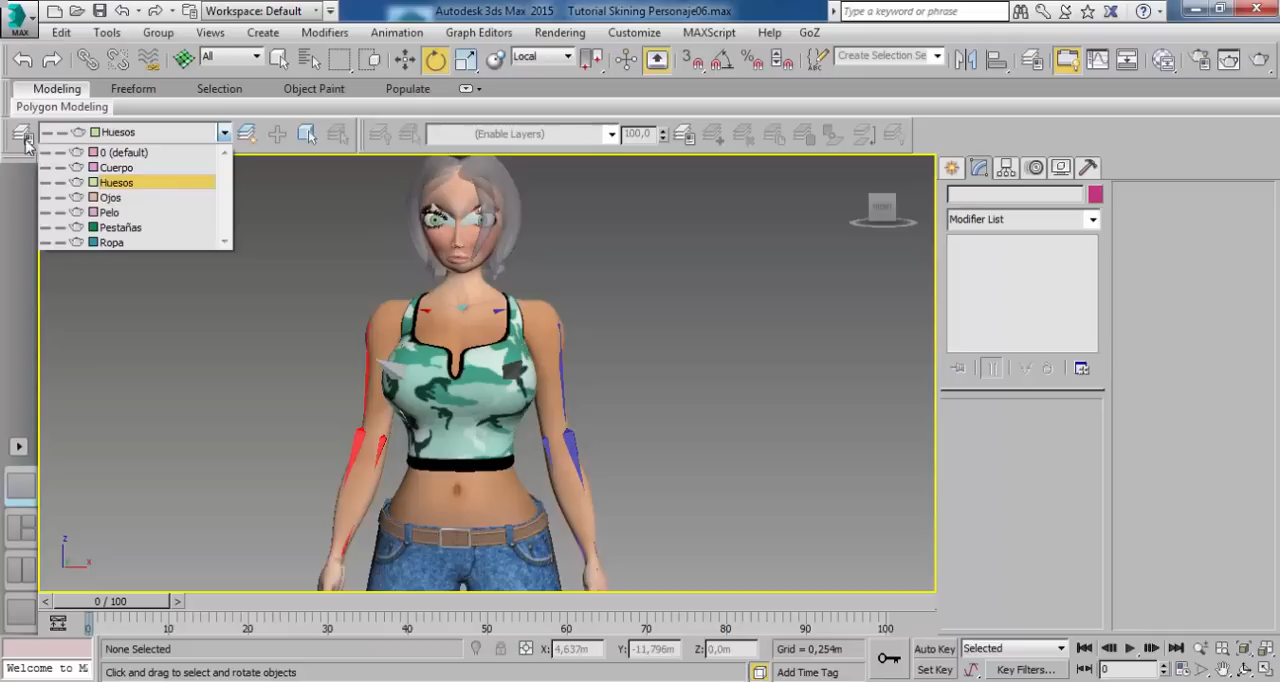 MAX
Workspace: Default
Autodesk 3ds Max 2015 Tutorial Skining Personaje06.max
Type a keyword or phrase
Edit Tools Group Views Create Modifiers Animation Graph Editors Rendering Customize MAXScript Help GoZ
All
Local
3
Create Selection Se
Modeling Freeform Selection Object Paint Populate
Polygon Modeling
Huesos
(Enable Layers)
100,0
0 (default)
Cuerpo
Huesos
Ojos
Pelo
Pestañas
Ropa
FRONT
Modifier List
z
x
0 / 100
0 10 20 30 40 50 60 70 80 90 100
None Selected
X: 4,637m
Y: -11,796m
Z: 0,0m
Grid = 0,254m
Auto Key
Selected
Welcome to M
Click and drag to select and rotate objects
Add Time Tag
Set Key
Key Filters...
0